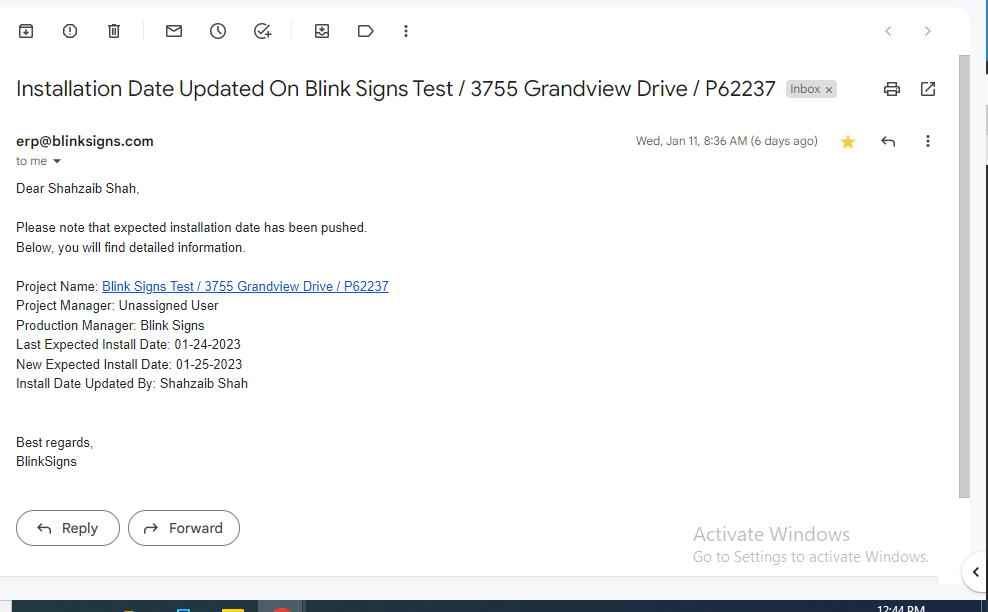 Installation Date Updated On Blink Signs Test / 3755 Grandview Drive / P62237 Inbox ×
erp@blinksigns.com Wed, Jan 11, 8:36 AM (6 days ago)
to me
Dear Shahzaib Shah,
Please note that expected installation date has been pushed.
Below, you will find detailed information.
Project Name: Blink Signs Test / 3755 Grandview Drive / P62237
Project Manager: Unassigned User
Production Manager: Blink Signs
Last Expected Install Date: 01-24-2023
New Expected Install Date: 01-25-2023
Install Date Updated By: Shahzaib Shah
Best regards,
BlinkSigns
Reply Forward
Activate Windows
Go to Settings to activate Windows.
12:44 PM